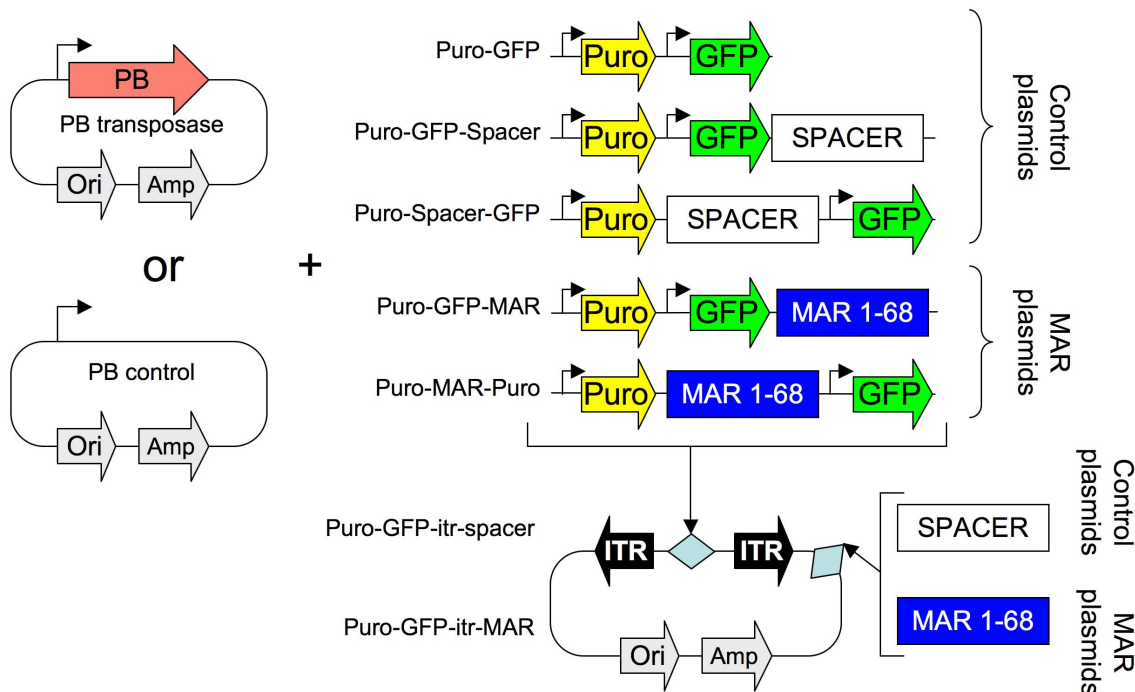 PB
PB transposase
Ori
Amp
or
+
PB control
Ori
Amp
Puro-GFP
Puro
GFP
Puro-GFP-Spacer
Puro
GFP
SPACER
Puro-Spacer-GFP
Puro
SPACER
GFP
Control
plasmids
Puro-GFP-MAR
Puro
GFP
MAR 1-68
Puro-MAR-Puro
Puro
MAR 1-68
GFP
MAR
plasmids
Puro-GFP-itr-spacer
ITR
ITR
Puro-GFP-itr-MAR
Ori
Amp
SPACER
Control
plasmids
MAR 1-68
MAR
plasmids